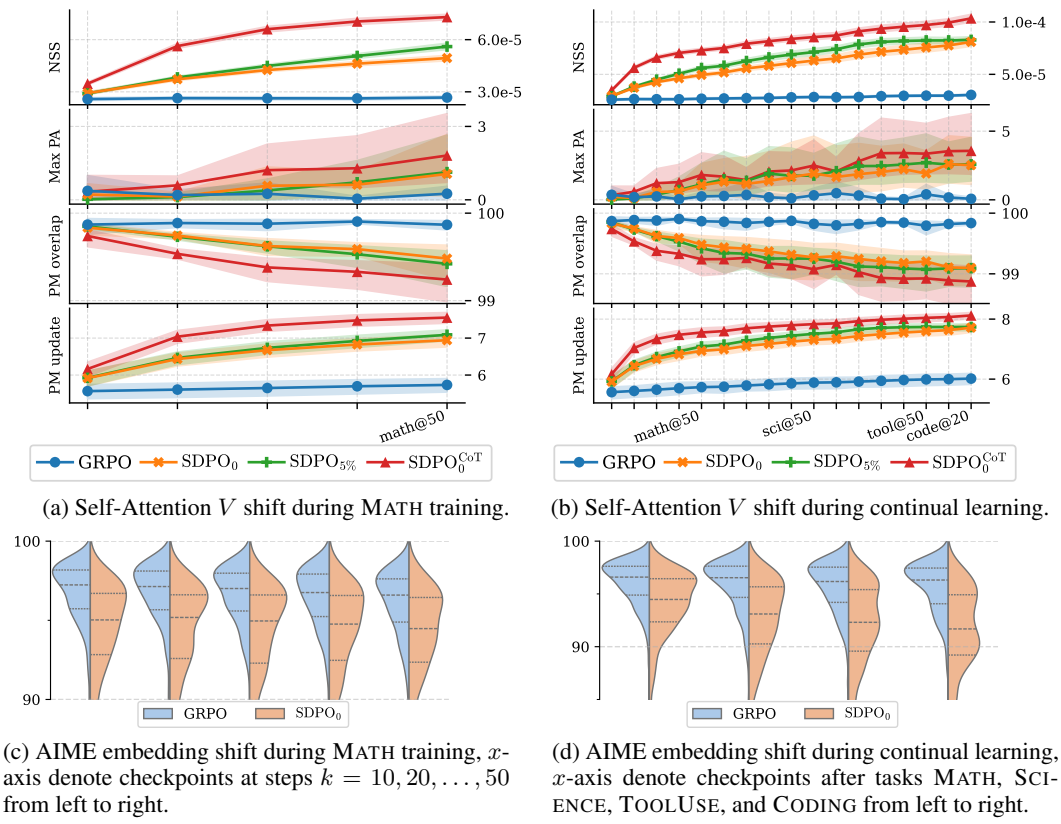 NSS
6.0e-5
3.0e-5
Max PA
3
0
PM overlap
100
99
PM update
7
6
math@50
GRPO SDPO₀ SDPO₅% SDPO₀^CoT
(a) Self-Attention V shift during MATH training.
NSS
1.0e-4
5.0e-5
Max PA
5
0
PM overlap
100
99
PM update
8
6
math@50 sci@50 tool@50 code@20
GRPO SDPO₀ SDPO₅% SDPO₀^CoT
(b) Self-Attention V shift during continual learning.
100
90
GRPO SDPO₀
(c) AIME embedding shift during MATH training, x-
axis denote checkpoints at steps k = 10, 20, . . . , 50
from left to right.
100
90
GRPO SDPO₀
(d) AIME embedding shift during continual learning,
x-axis denote checkpoints after tasks MATH, SCI-
ENCE, TOOLUSE, and CODING from left to right.